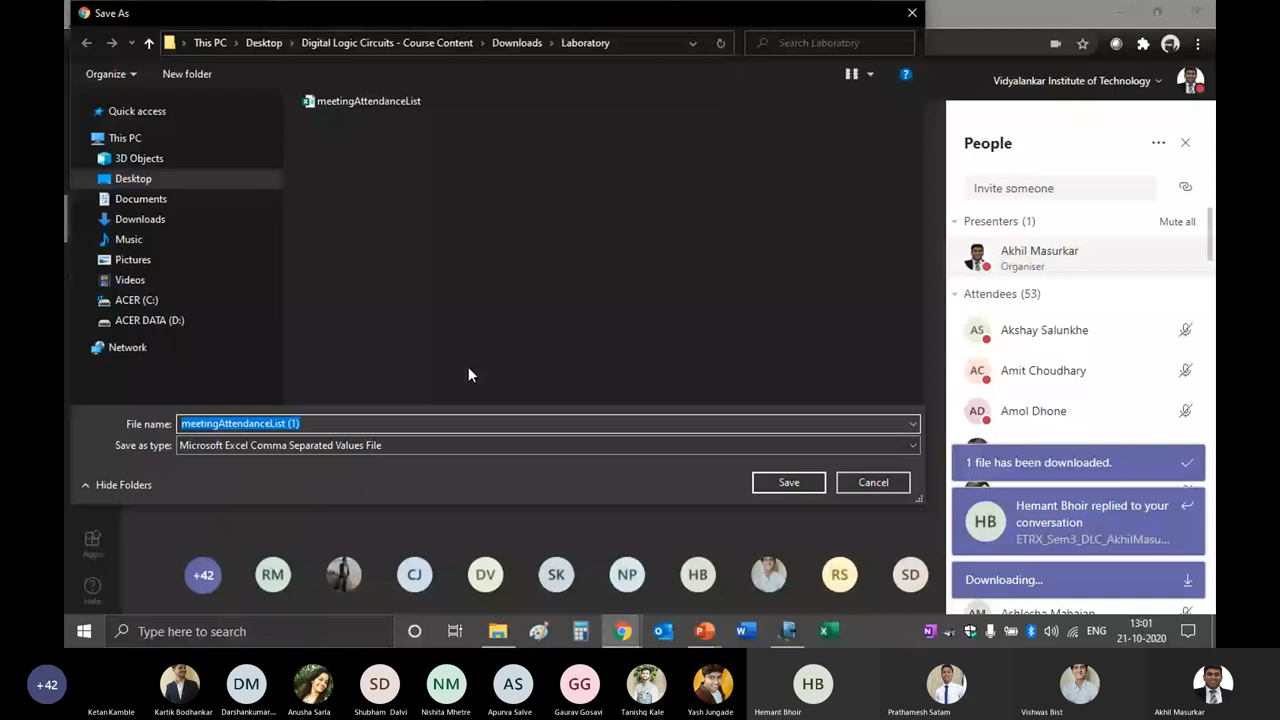 Save As
This PC
Desktop
Digital Logic Circuits - Course Content
Downloads
Laboratory
Search Laboratory
Organize
New folder
Vidyalankar Institute of Technology
meetingAttendanceList
Quick access
This PC
3D Objects
Desktop
Documents
Downloads
Music
Pictures
Videos
ACER (C:)
ACER DATA (D:)
Network
File name:
meetingAttendanceList (1)
Save as type:
Microsoft Excel Comma Separated Values File
Hide Folders
Save
Cancel
People
Invite someone
Presenters (1)
Mute all
Akhil Masurkar
Organiser
Attendees (53)
AS
Akshay Salunkhe
AC
Amit Choudhary
AD
Amol Dhone
1 file has been downloaded.
HB
Hemant Bhoir replied to your
conversation
ETRX_Sem3_DLC_AkhilMasu...
Downloading...
AM
Ashlesha Mahajan
Apps
Help
+42
RM
CJ
DV
SK
NP
HB
RS
SD
Type here to search
ENG
13:01
21-10-2020
+42
DM
SD
NM
AS
GG
HB
Ketan Kamble
Kartik Bodhankar
Darshankumar...
Anusha Sarla
Shubham Dalvi
Nishita Mhetre
Apurva Salve
Gaurav Gosavi
Tanishq Kale
Yash Jungade
Hemant Bhoir
Prathamesh Satam
Vishwas Bist
Akhil Masurkar